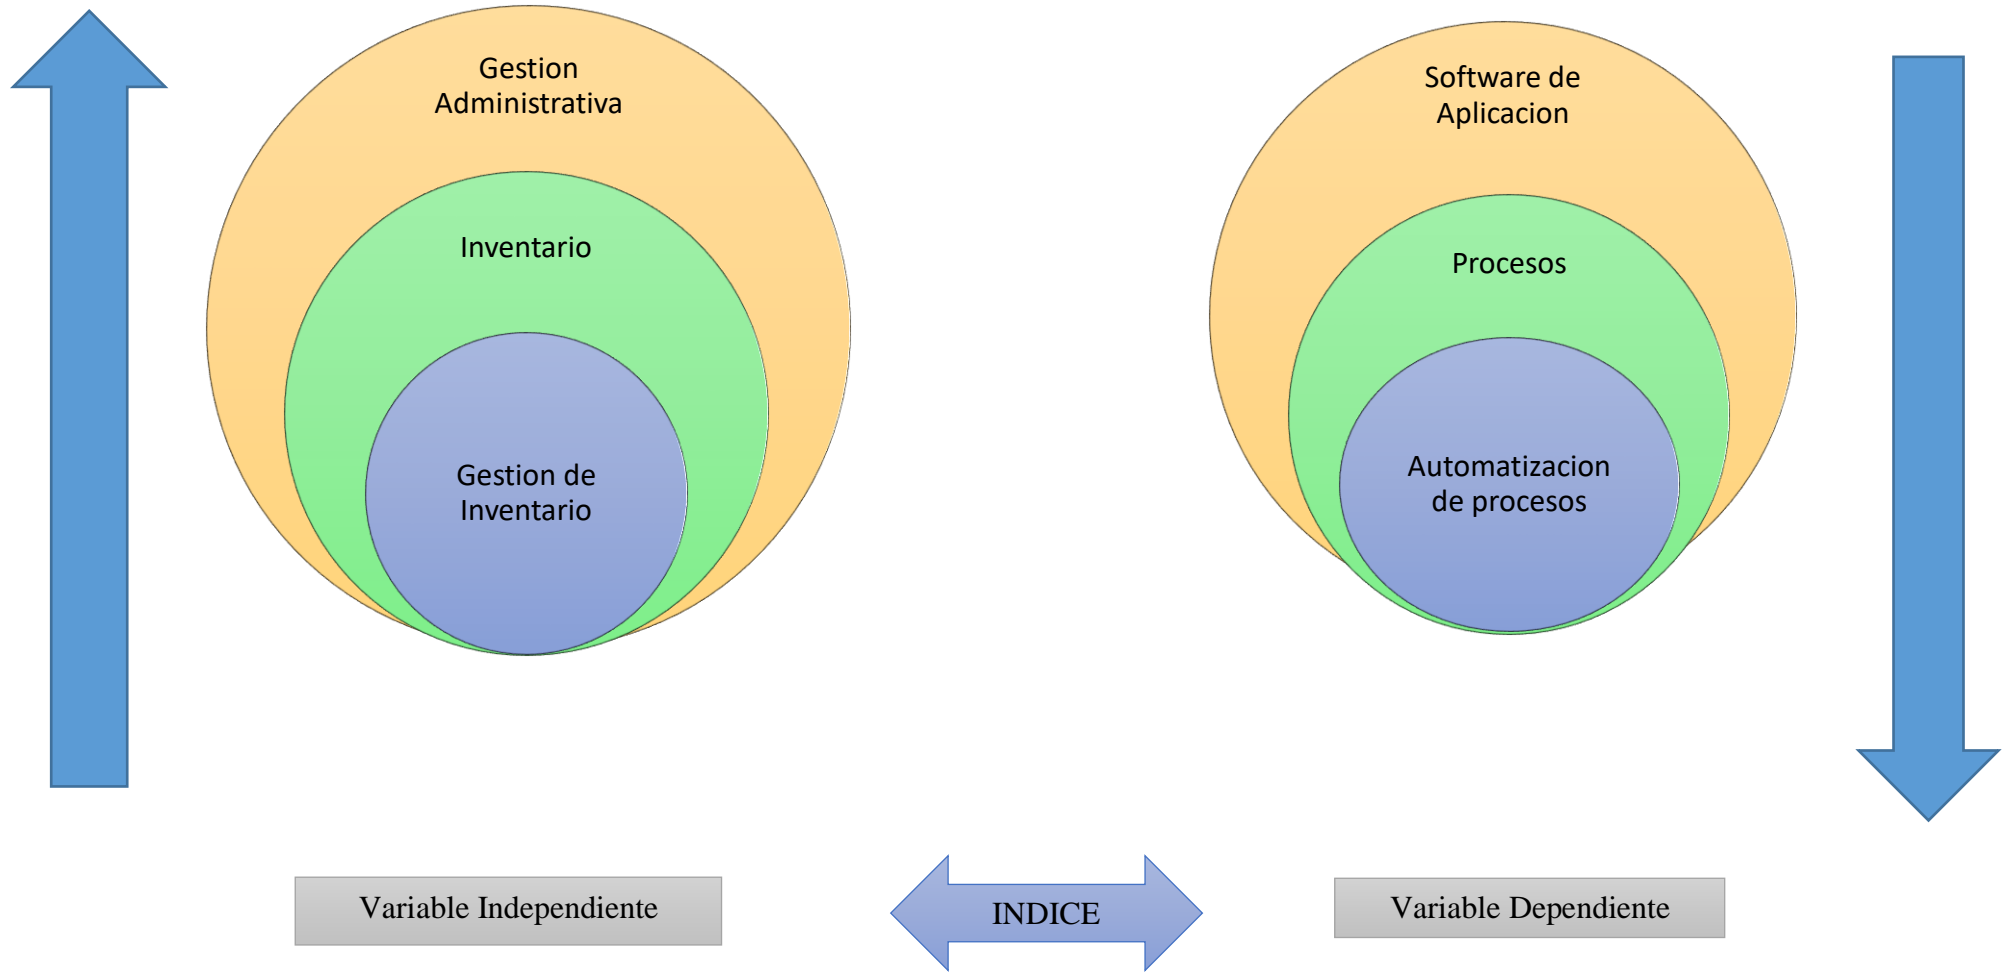 Gestion
Administrativa
Inventario
Gestion de
Inventario
Software de
Aplicacion
Procesos
Automatizacion
de procesos
Variable Independiente
INDICE
Variable Dependiente